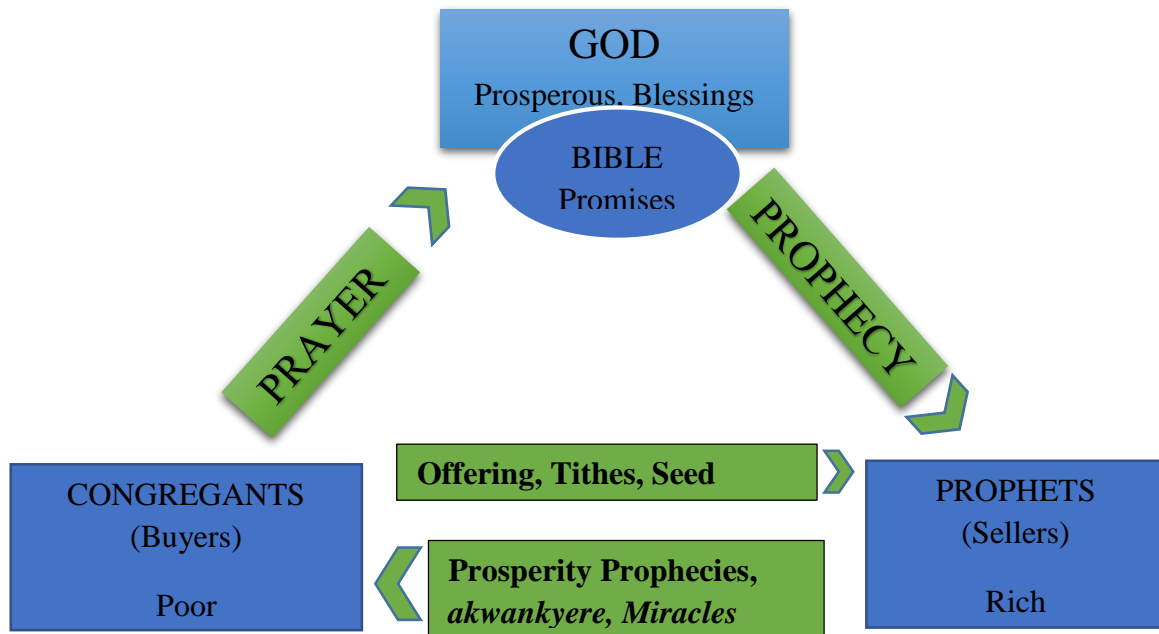 GOD
Prosperous, Blessings
BIBLE
Promises
PRAYER
PROPHECY
Offering, Tithes, Seed
CONGREGANTS
(Buyers)
Poor
PROPHETS
(Sellers)
Rich
Prosperity Prophecies,
akwankyere, Miracles